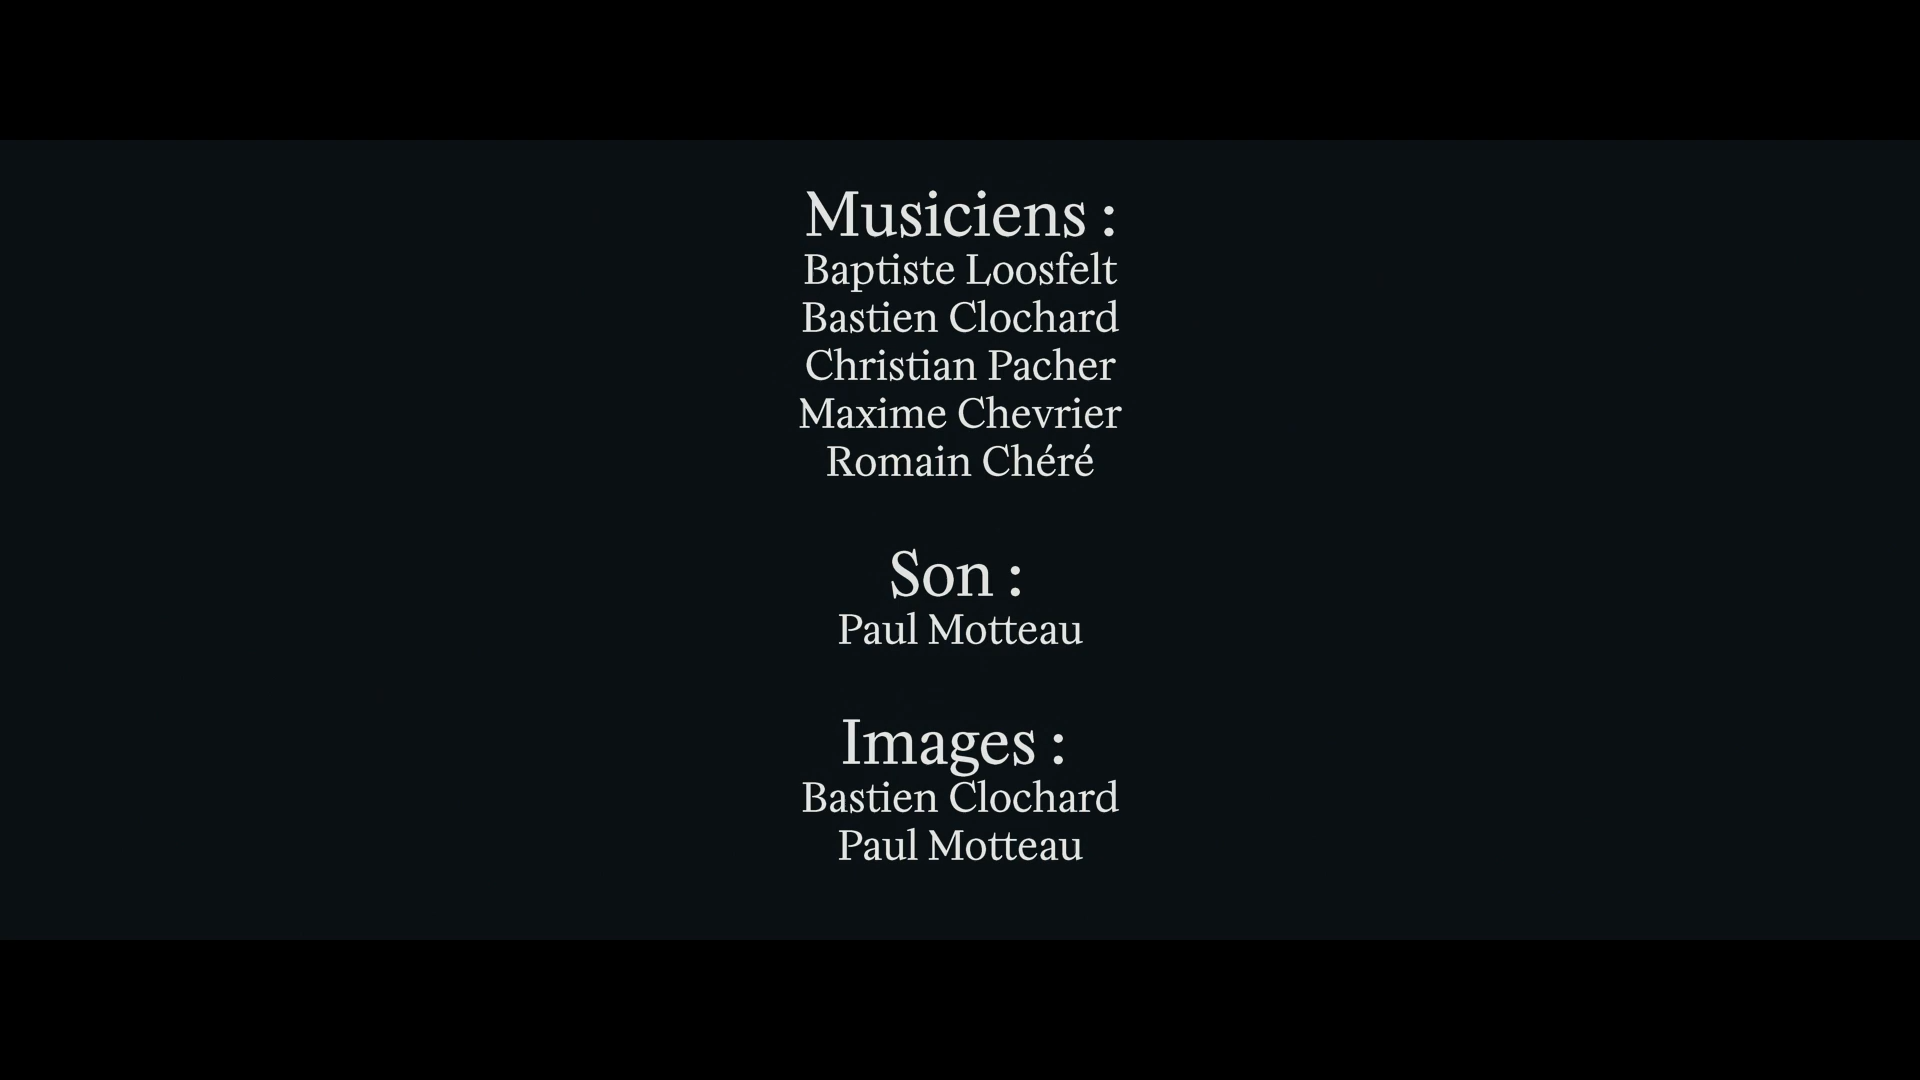 Musiciens :
Baptiste Loosfelt
Bastien Clochard
Christian Pacher
Maxime Chevrier
Romain Chéré
Son :
Paul Motteau
Images :
Bastien Clochard
Paul Motteau